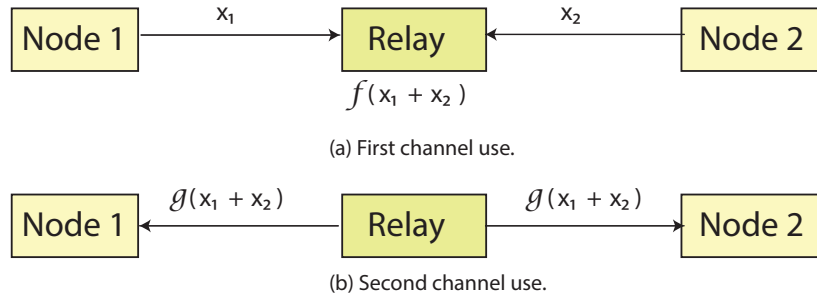 x₁ x₂
Node 1 Relay Node 2
f(x₁ + x₂)
(a) First channel use.
g(x₁ + x₂) g(x₁ + x₂)
Node 1 Relay Node 2
(b) Second channel use.